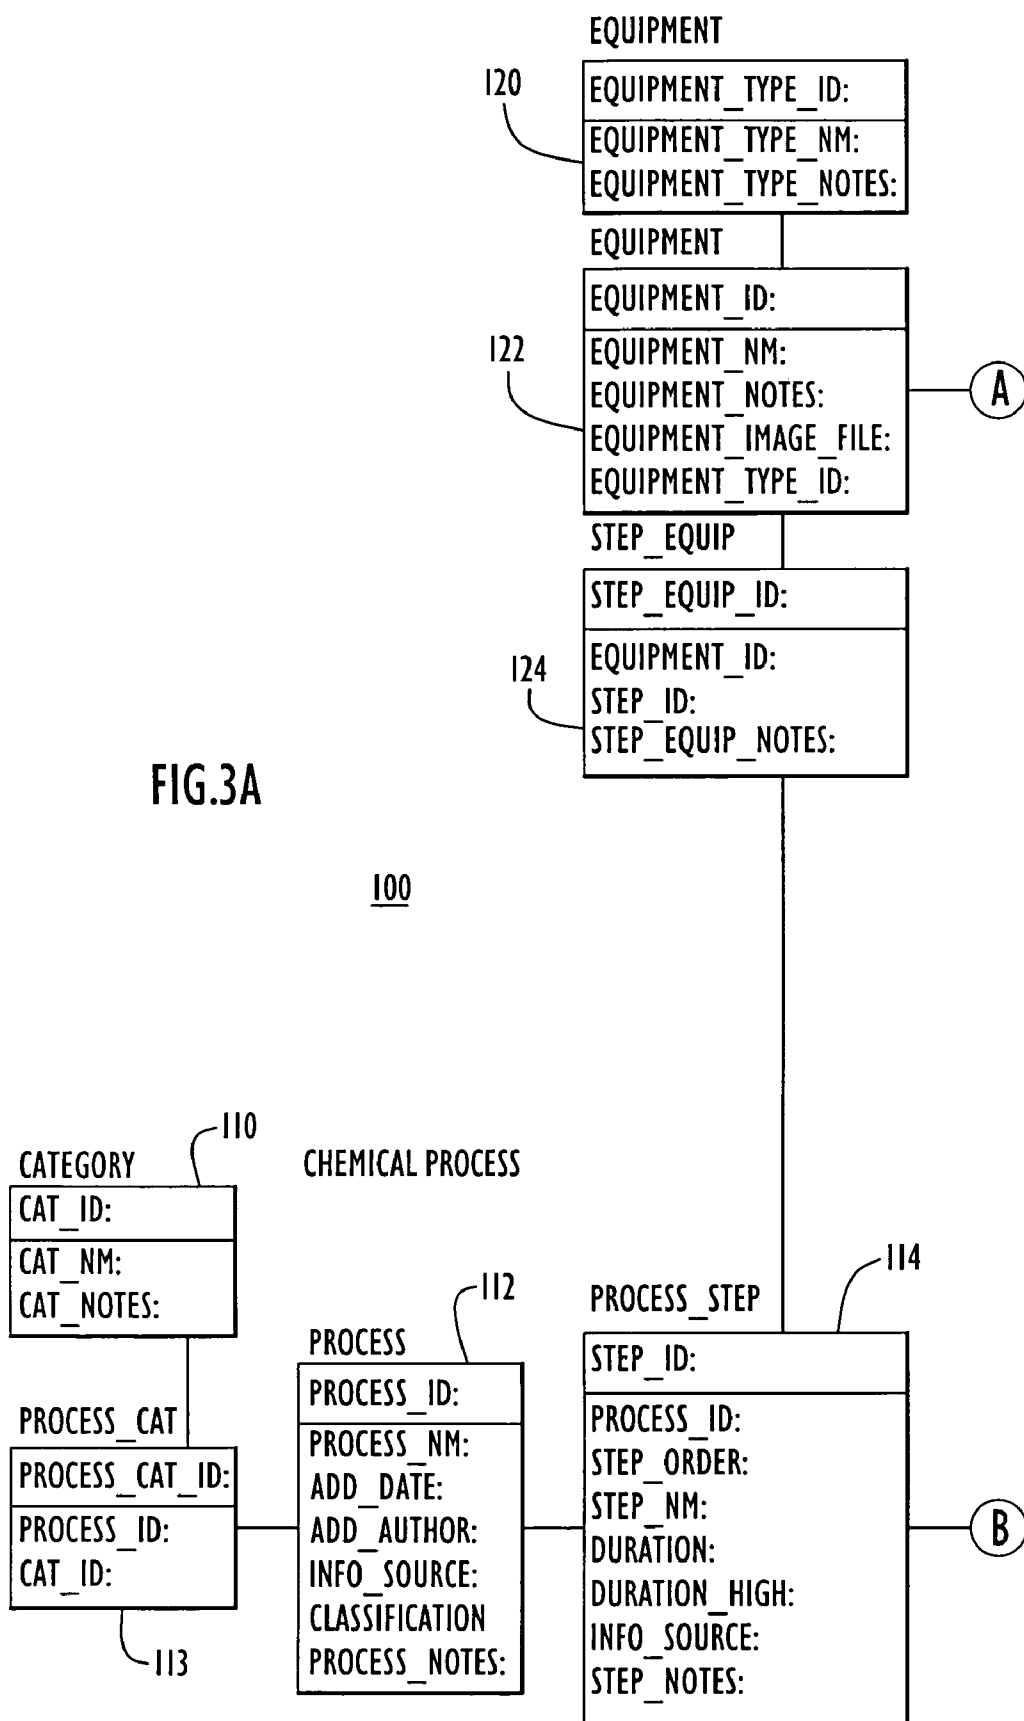 EQUIPMENT
120
EQUIPMENT_TYPE_ID:
EQUIPMENT_TYPE_NM:
EQUIPMENT_TYPE_NOTES:
EQUIPMENT
122
EQUIPMENT_ID:
EQUIPMENT_NM:
EQUIPMENT_NOTES:
EQUIPMENT_IMAGE_FILE:
EQUIPMENT_TYPE_ID:
A
STEP_EQUIP
124
STEP_EQUIP_ID:
EQUIPMENT_ID:
STEP_ID:
STEP_EQUIP_NOTES:
FIG.3A
100
110
CATEGORY
CAT_ID:
CAT_NM:
CAT_NOTES:
PROCESS_CAT
PROCESS_CAT_ID:
PROCESS_ID:
CAT_ID:
113
CHEMICAL PROCESS
112
PROCESS
PROCESS_ID:
PROCESS_NM:
ADD_DATE:
ADD_AUTHOR:
INFO_SOURCE:
CLASSIFICATION
PROCESS_NOTES:
114
PROCESS_STEP
STEP_ID:
PROCESS_ID:
STEP_ORDER:
STEP_NM:
DURATION:
DURATION_HIGH:
INFO_SOURCE:
STEP_NOTES:
B